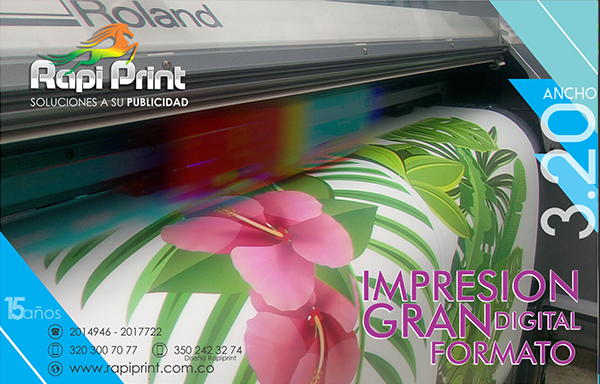 Roland
Rapi Print
SOLUCIONES A SU PUBLICIDAD
ANCHO
3.20
IMPRESION
GRAN DIGITAL
FORMATO
15 años
2014946 - 2017722
320 300 70 77
350 242 32 74
Diseña Rapiprint
www.rapiprint.com.co